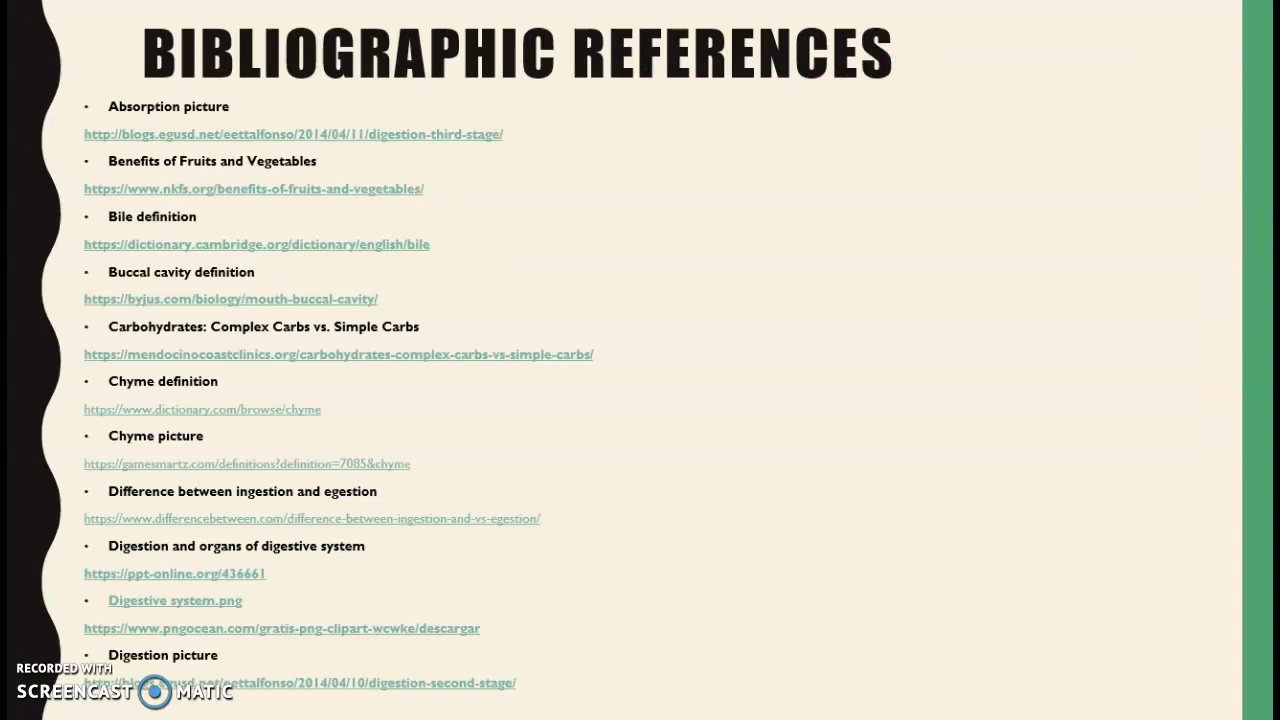 BIBLIOGRAPHIC REFERENCES
• Absorption picture
http://blogs.egusd.net/eettalfonso/2014/04/11/digestion-third-stage/
• Benefits of Fruits and Vegetables
https://www.nkfs.org/benefits-of-fruits-and-vegetables/
• Bile definition
https://dictionary.cambridge.org/dictionary/english/bile
• Buccal cavity definition
https://byjus.com/biology/mouth-buccal-cavity/
• Carbohydrates: Complex Carbs vs. Simple Carbs
https://mendocinocoastclinics.org/carbohydrates-complex-carbs-vs-simple-carbs/
• Chyme definition
https://www.dictionary.com/browse/chyme
• Chyme picture
https://gamesmartz.com/definitions?definition=7085&chyme
• Difference between ingestion and egestion
https://www.differencebetween.com/difference-between-ingestion-and-vs-egestion/
• Digestion and organs of digestive system
https://ppt-online.org/436661
• Digestive system.png
https://www.pngocean.com/gratis-png-clipart-wcwke/descargar
• Digestion picture
http://blogs.egusd.net/eettalfonso/2014/04/10/digestion-second-stage/
RECORDED WITH
SCREENCAST MATIC